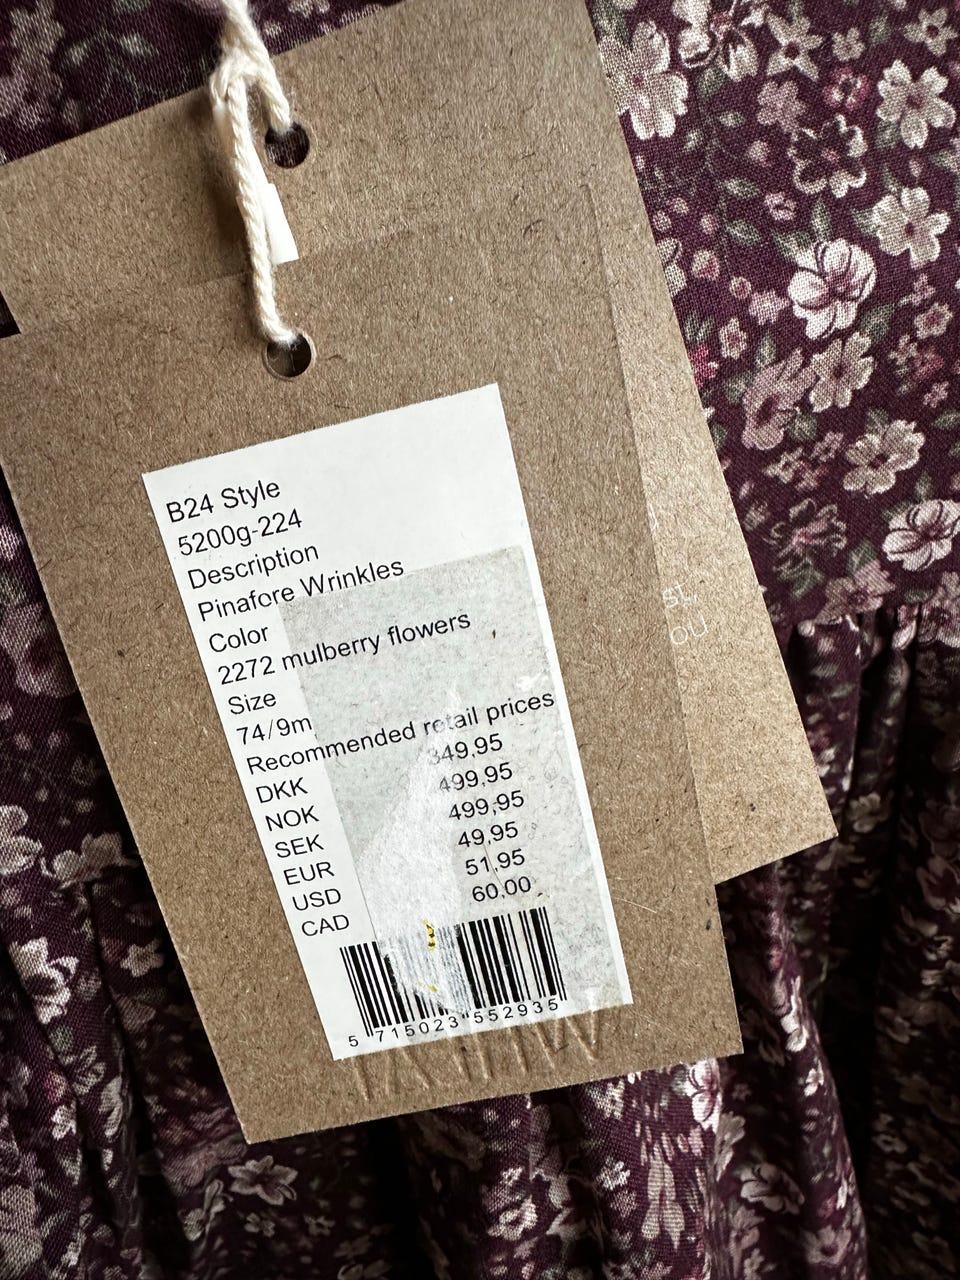 B24 Style
5200g-224
Description
Pinafore Wrinkles
Color
2272 mulberry flowers
Size
74/9m
Recommended retail prices
DKK 349,95
NOK 499,95
SEK 499,95
EUR 49,95
USD 51,95
CAD 60,00
5 715023 552935
st,
ou